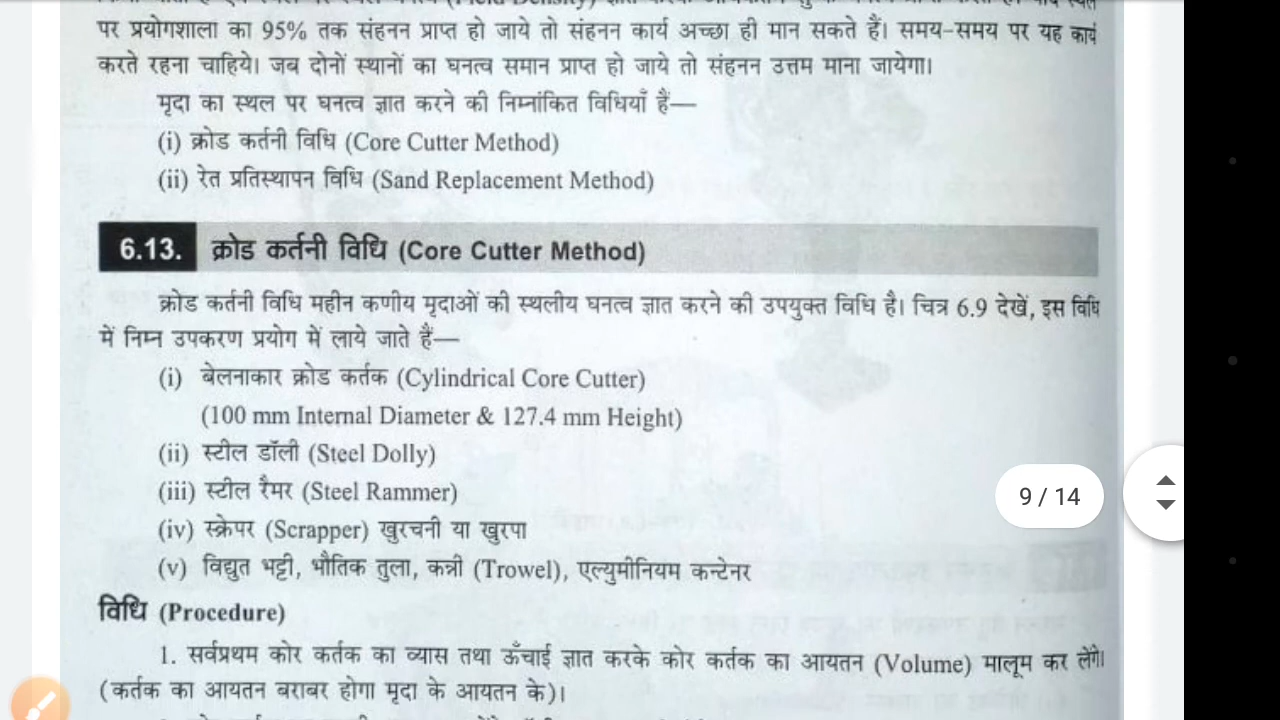 पर प्रयोगशाला का 95% तक संहनन प्राप्त हो जाये तो संहनन कार्य अच्छा ही मान सकते हैं। समय-समय पर यह कार्य
करते रहना चाहिये। जब दोनों स्थानों का घनत्व समान प्राप्त हो जाये तो संहनन उत्तम माना जायेगा।
मृदा का स्थल पर घनत्व ज्ञात करने की निम्नांकित विधियाँ हैं—
(i) क्रोड कर्तनी विधि (Core Cutter Method)
(ii) रेत प्रतिस्थापन विधि (Sand Replacement Method)
6.13. क्रोड कर्तनी विधि (Core Cutter Method)
क्रोड कर्तनी विधि महीन कणीय मृदाओं की स्थलीय घनत्व ज्ञात करने की उपयुक्त विधि है। चित्र 6.9 देखें, इस विधि
में निम्न उपकरण प्रयोग में लाये जाते हैं—
(i) बेलनाकार क्रोड कर्तक (Cylindrical Core Cutter)
(100 mm Internal Diameter & 127.4 mm Height)
(ii) स्टील डॉली (Steel Dolly)
(iii) स्टील रैमर (Steel Rammer)
9 / 14
(iv) स्क्रेपर (Scrapper) खुरचनी या खुरपा
(v) विद्युत भट्टी, भौतिक तुला, कन्नी (Trowel), एल्युमीनियम कन्टेनर
विधि (Procedure)
1. सर्वप्रथम कोर कर्तक का व्यास तथा ऊँचाई ज्ञात करके कोर कर्तक का आयतन (Volume) मालूम कर लेंगे।
(कर्तक का आयतन बराबर होगा मृदा के आयतन के)।